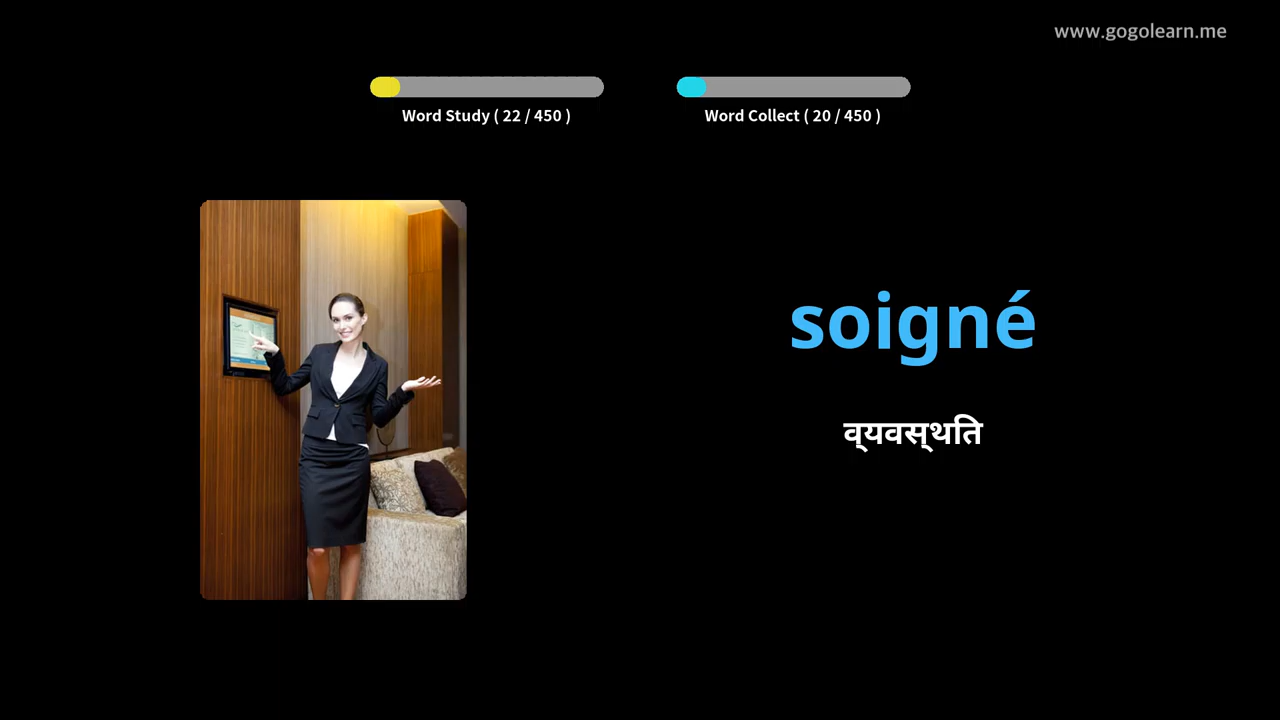 www.gogolearn.me
Word Study ( 22 / 450 )
Word Collect ( 20 / 450 )
soigné
व्यवस्थति